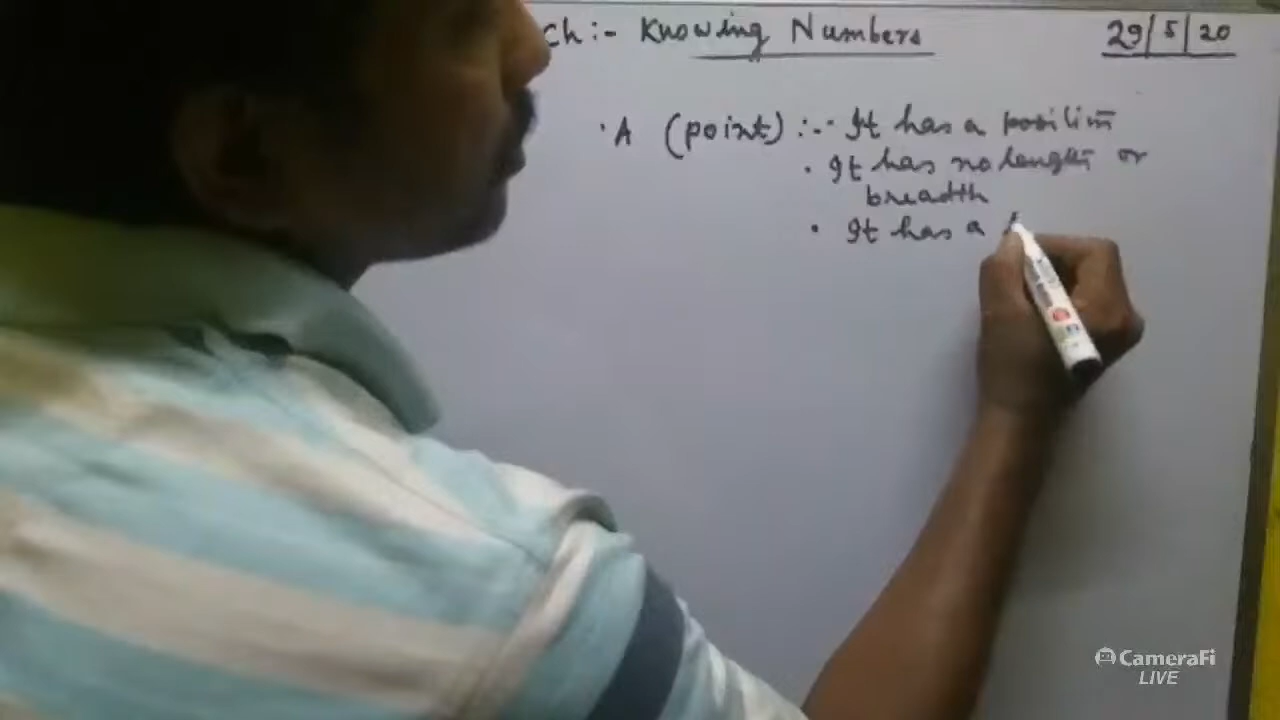 Ch:- Knowing Numbers 29/5/20
· A (point) :- · It has a position
· It has no length or
breadth
· It has a
CameraFi
LIVE